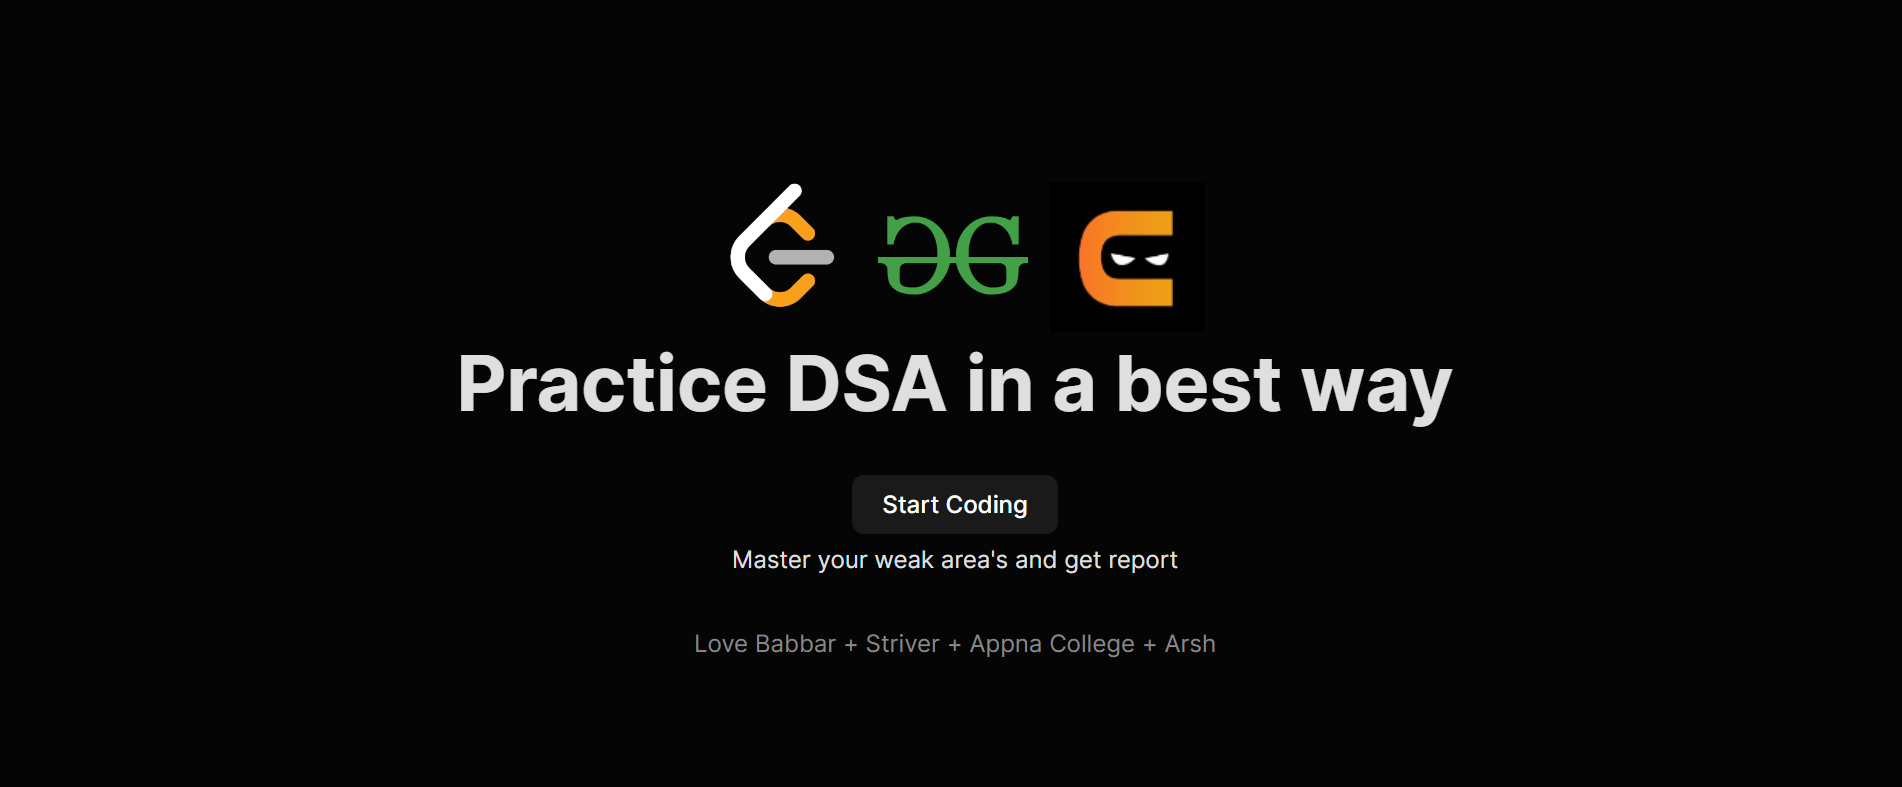 Practice DSA in a best way
Start Coding
Master your weak area's and get report
Love Babbar + Striver + Appna College + Arsh